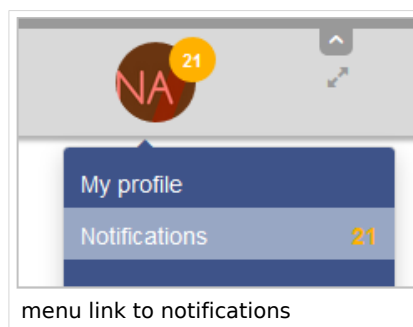 NA
21
My profile
Notifications 21
menu link to notifications